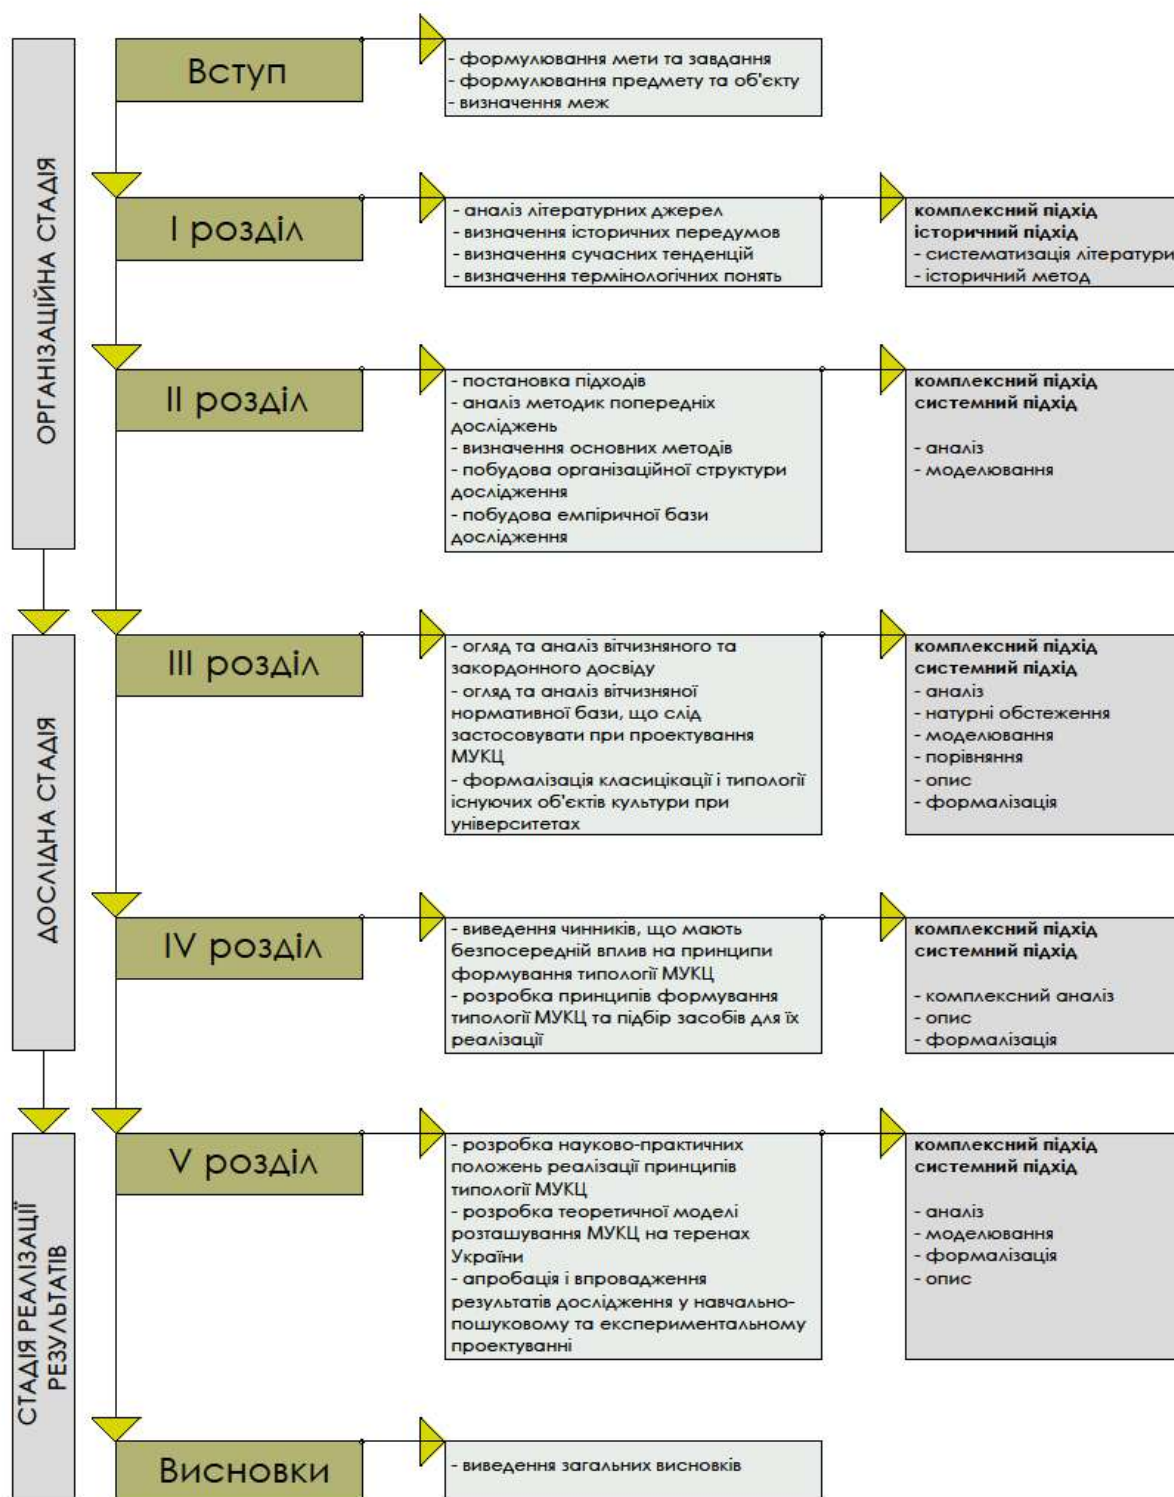 ОРГАНІЗАЦІЙНА СТАДІЯ
Вступ
- формулювання мети та завдання
- формулювання предмету та об'єкту
- визначення меж
І розділ
- аналіз літературних джерел
- визначення історичних передумов
- визначення сучасних тенденцій
- визначення термінологічних понять
комплексний підхід
історичний підхід
- систематизація літератури
- історичний метод
ІІ розділ
- постановка підходів
- аналіз методик попередніх
досліджень
- визначення основних методів
- побудова організаційної структури
дослідження
- побудова емпіричної бази
дослідження
комплексний підхід
системний підхід
- аналіз
- моделювання
ДОСЛІДНА СТАДІЯ
ІІІ розділ
- огляд та аналіз вітчизняного та
закордонного досвіду
- огляд та аналіз вітчизняної
нормативної бази, що слід
застосовувати при проектування
МУКЦ
- формалізація класицікації і типології
існуючих об'єктів культури при
університетах
комплексний підхід
системний підхід
- аналіз
- натурні обстеження
- моделювання
- порівняння
- опис
- формалізація
IV розділ
- виведення чинників, що мають
безпосередній вплив на принципи
формування типології МУКЦ
- розробка принципів формування
типології МУКЦ та підбір засобів для їх
реалізації
комплексний підхід
системний підхід
- комплексний аналіз
- опис
- формалізація
СТАДІЯ РЕАЛІЗАЦІЇ
РЕЗУЛЬТАТІВ
V розділ
- розробка науково-практичних
положень реалізації принципів
типології МУКЦ
- розробка теоретичної моделі
розташування МУКЦ на теренах
України
- апробація і впровадження
результатів дослідження у навчально-
пошуковому та експериментальному
проектуванні
комплексний підхід
системний підхід
- аналіз
- моделювання
- формалізація
- опис
Висновки
- виведення загальних висновків